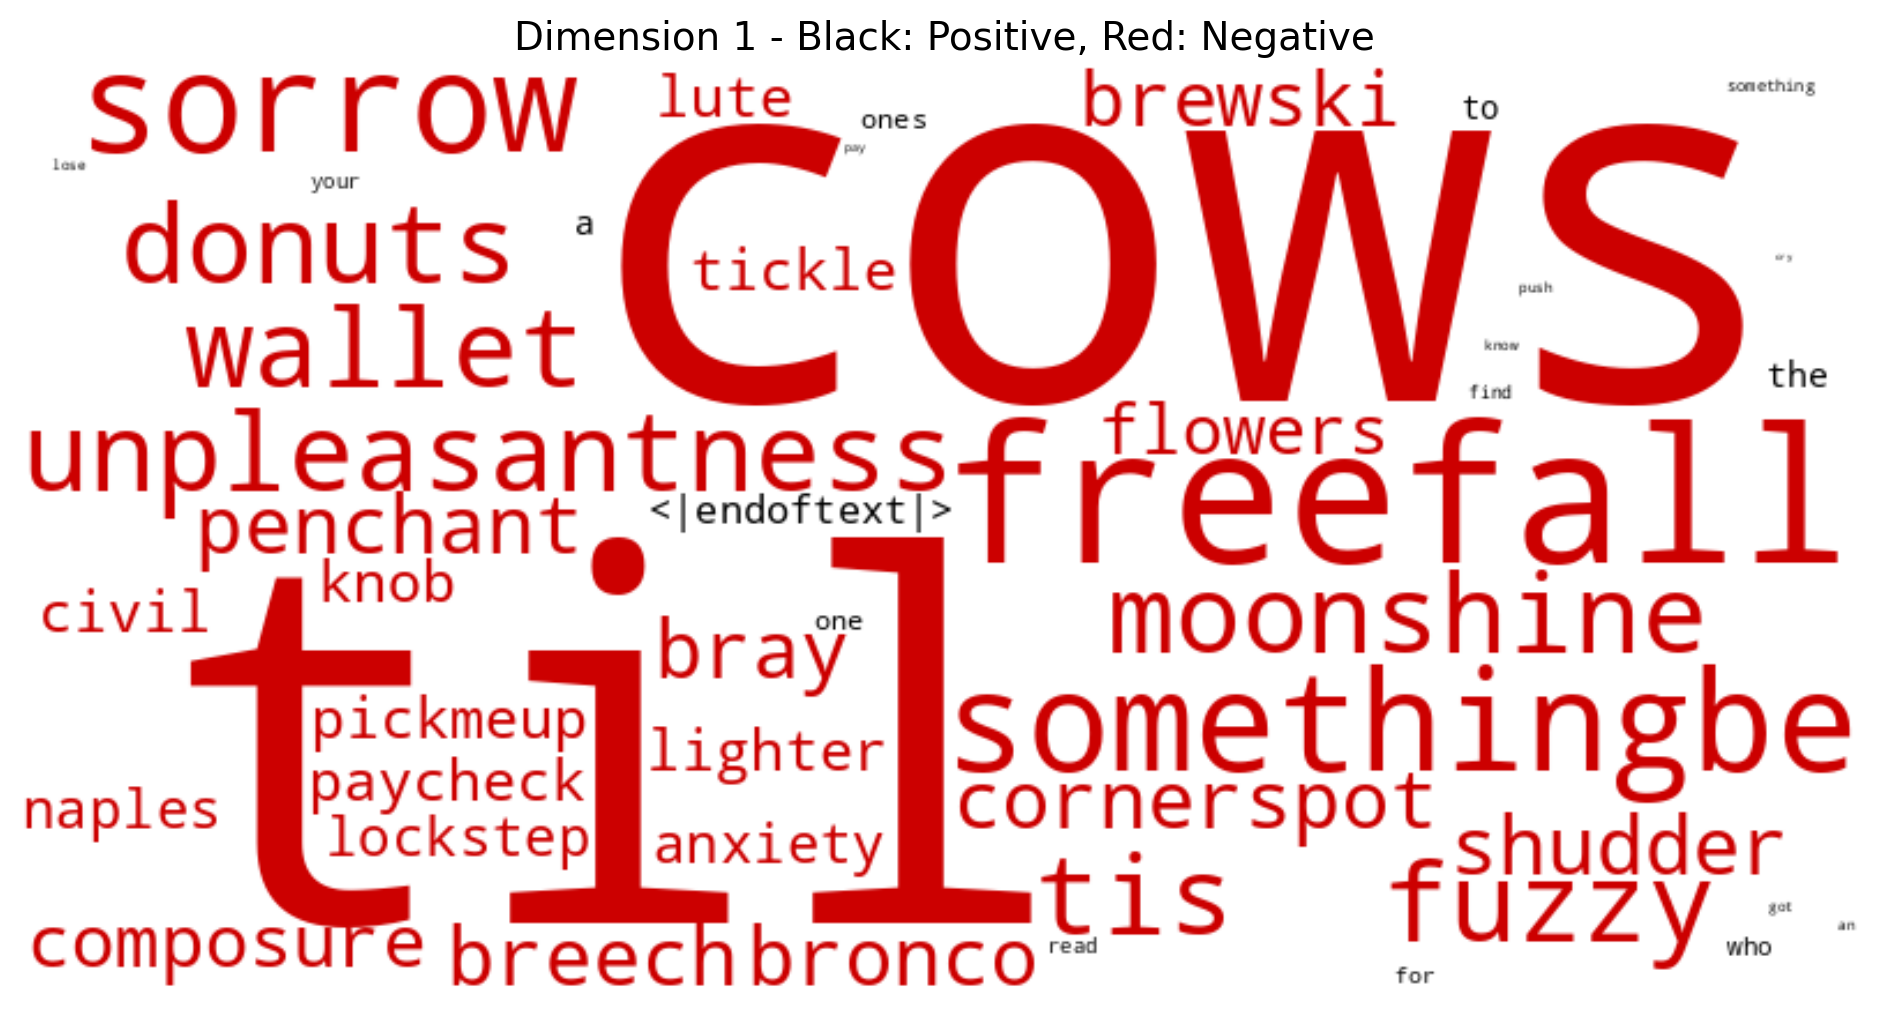 Dimension 1 - Black: Positive, Red: Negative
sorrow
lute
brewski
to
something
ones
cows
pay
lose
your
donuts
a
tickle
push
wallet
know
the
find
flowers
unpleasantness
freefall
<|endoftext|>
penchant
knob
civil
til
one
bray
moonshine
pickmeup
lighter
somethingbe
paycheck
naples
lockstep
anxiety
cornerspot
shudder
tis
fuzzy
got
an
composure
breech
bronco
read
who
for